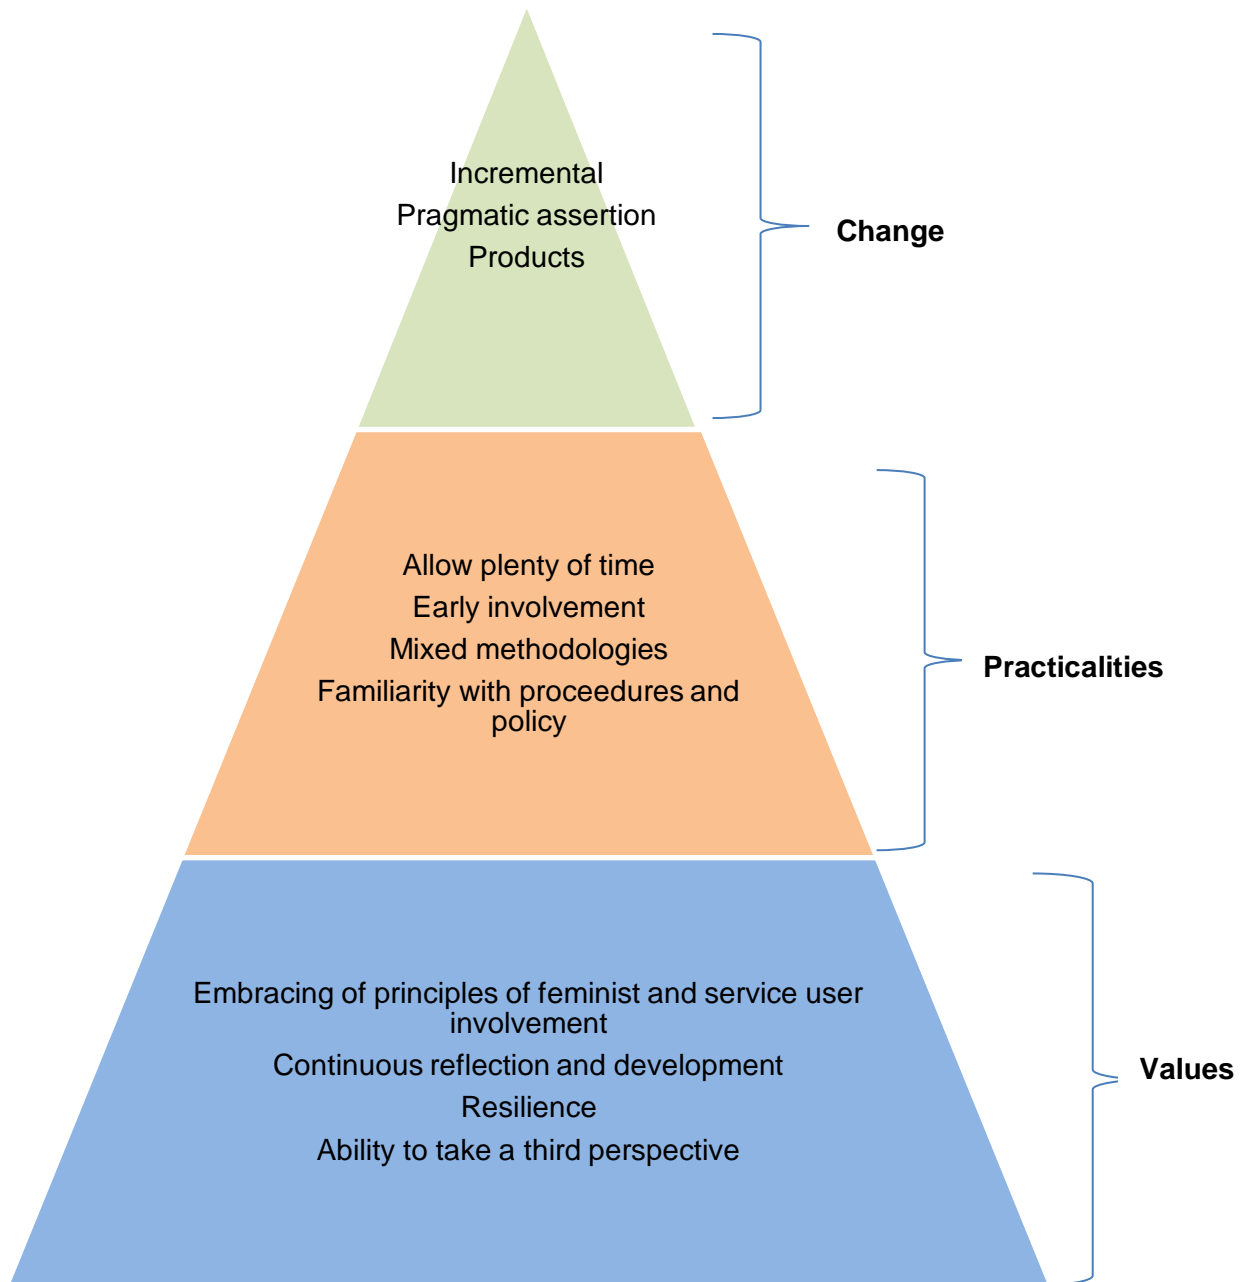 Incremental
Pragmatic assertion
Products
Change
Allow plenty of time
Early involvement
Mixed methodologies
Familiarity with proceedures and
policy
Practicalities
Embracing of principles of feminist and service user
involvement
Continuous reflection and development
Resilience
Ability to take a third perspective
Values